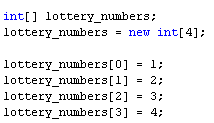 int[] lottery_numbers;
lottery_numbers = new int[4];
lottery_numbers[0] = 1;
lottery_numbers[1] = 2;
lottery_numbers[2] = 3;
lottery_numbers[3] = 4;